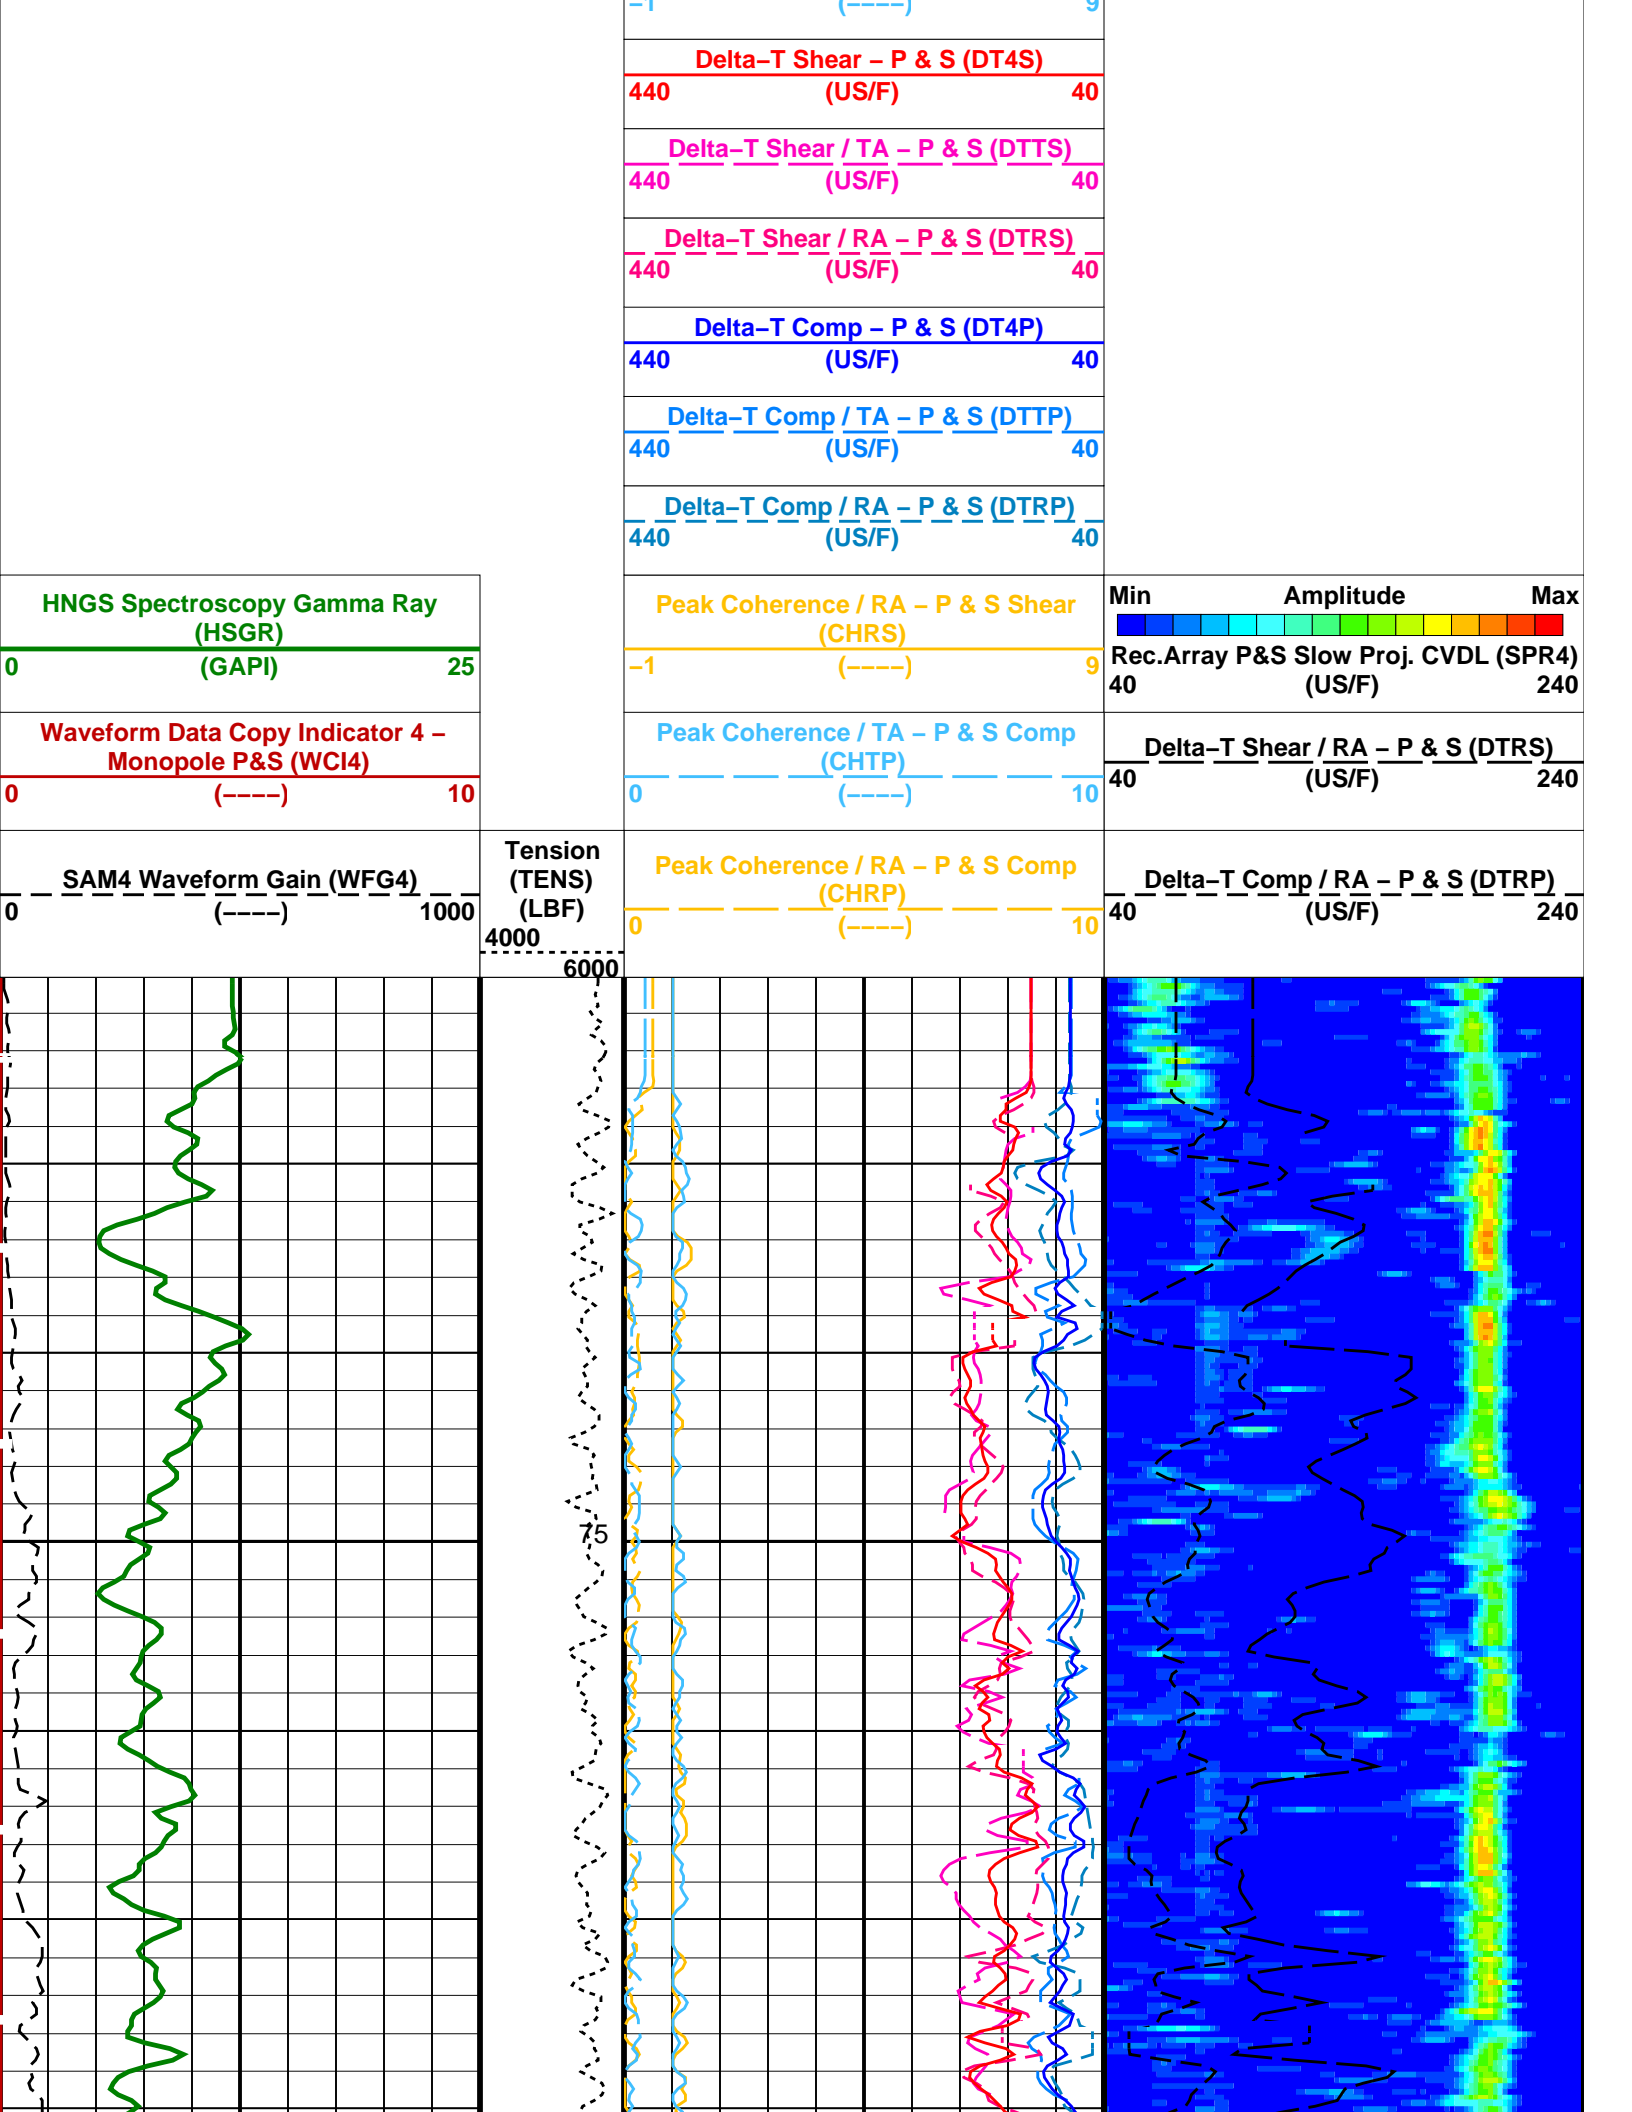 –1 (––––) 9
Delta–T Shear – P & S (DT4S)
440 (US/F) 40
Delta–T Shear / TA – P & S (DTTS)
440 (US/F) 40
Delta–T Shear / RA – P & S (DTRS)
440 (US/F) 40
Delta–T Comp – P & S (DT4P)
440 (US/F) 40
Delta–T Comp / TA – P & S (DTTP)
440 (US/F) 40
Delta–T Comp / RA – P & S (DTRP)
440 (US/F) 40
HNGS Spectroscopy Gamma Ray
(HSGR)
0 (GAPI) 25
Peak Coherence / RA – P & S Shear
(CHRS)
–1 (––––) 9
Min Amplitude Max
Rec.Array P&S Slow Proj. CVDL (SPR4)
40 (US/F) 240
Waveform Data Copy Indicator 4 –
Monopole P&S (WCI4)
0 (––––) 10
Peak Coherence / TA – P & S Comp
(CHTP)
0 (––––) 10
Delta–T Shear / RA – P & S (DTRS)
40 (US/F) 240
SAM4 Waveform Gain (WFG4)
0 (––––) 1000
Tension
(TENS)
(LBF)
4000
6000
Peak Coherence / RA – P & S Comp
(CHRP)
0 (––––) 10
Delta–T Comp / RA – P & S (DTRP)
40 (US/F) 240
75